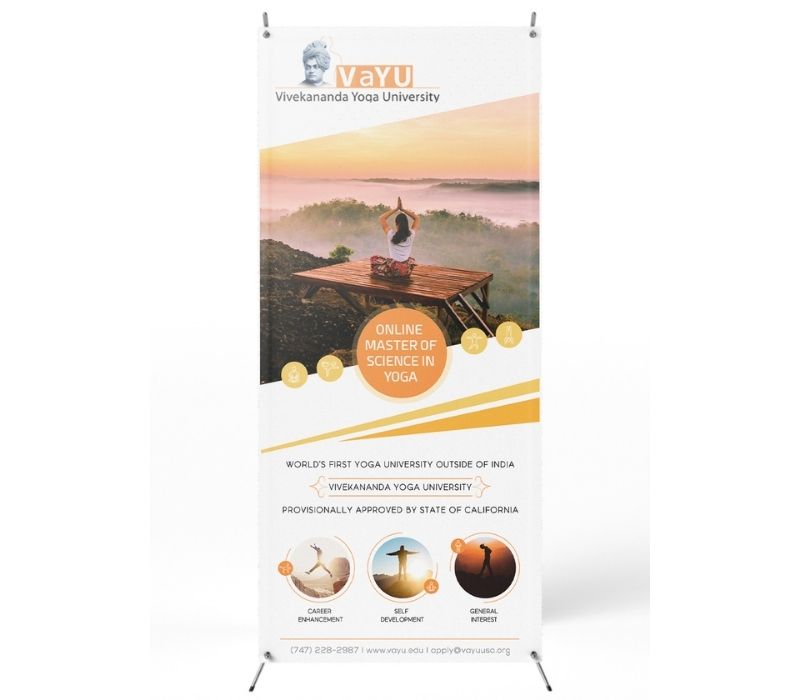 VaYU
Vivekananda Yoga University
ONLINE
MASTER OF
SCIENCE IN
YOGA
WORLD'S FIRST YOGA UNIVERSITY OUTSIDE OF INDIA
VIVEKANANDA YOGA UNIVERSITY
PROVISIONALLY APPROVED BY STATE OF CALIFORNIA
CAREER
ENHANCEMENT
SELF
DEVELOPMENT
GENERAL
INTEREST
(747) 228-2987 | www.vayu.edu | apply@vayuusa.org